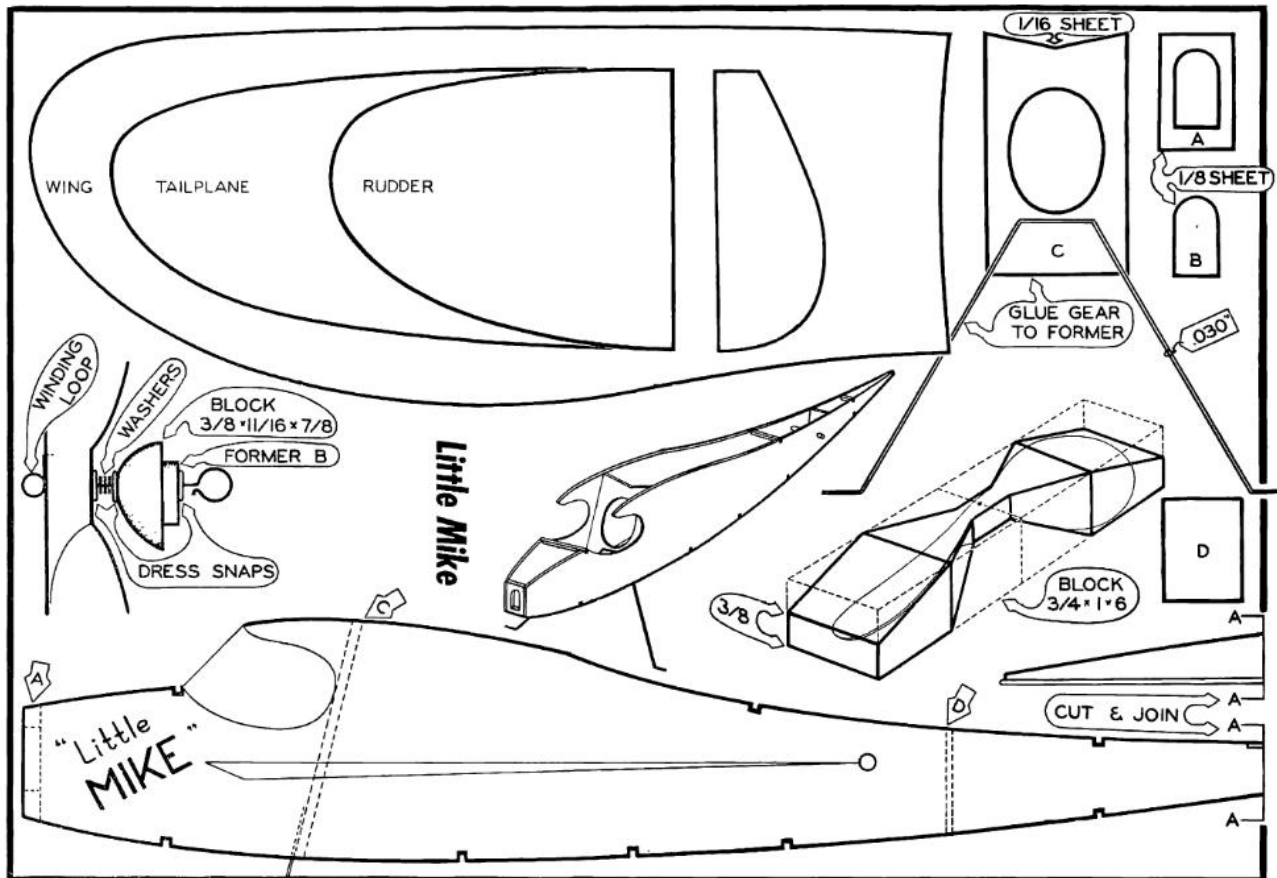 1/16 SHEET
A
1/8 SHEET
B
WING
TAILPLANE
RUDDER
C
GLUE GEAR
TO FORMER
.030"
WINDING
LOOP
WASHERS
BLOCK
3/8 × 11/16 × 7/8
FORMER B
DRESS SNAPS
Little Mike
3/8
BLOCK
3/4 × 1 × 6
D
A
A
CUT & JOIN
A
A
A
C
D
"Little
MIKE"